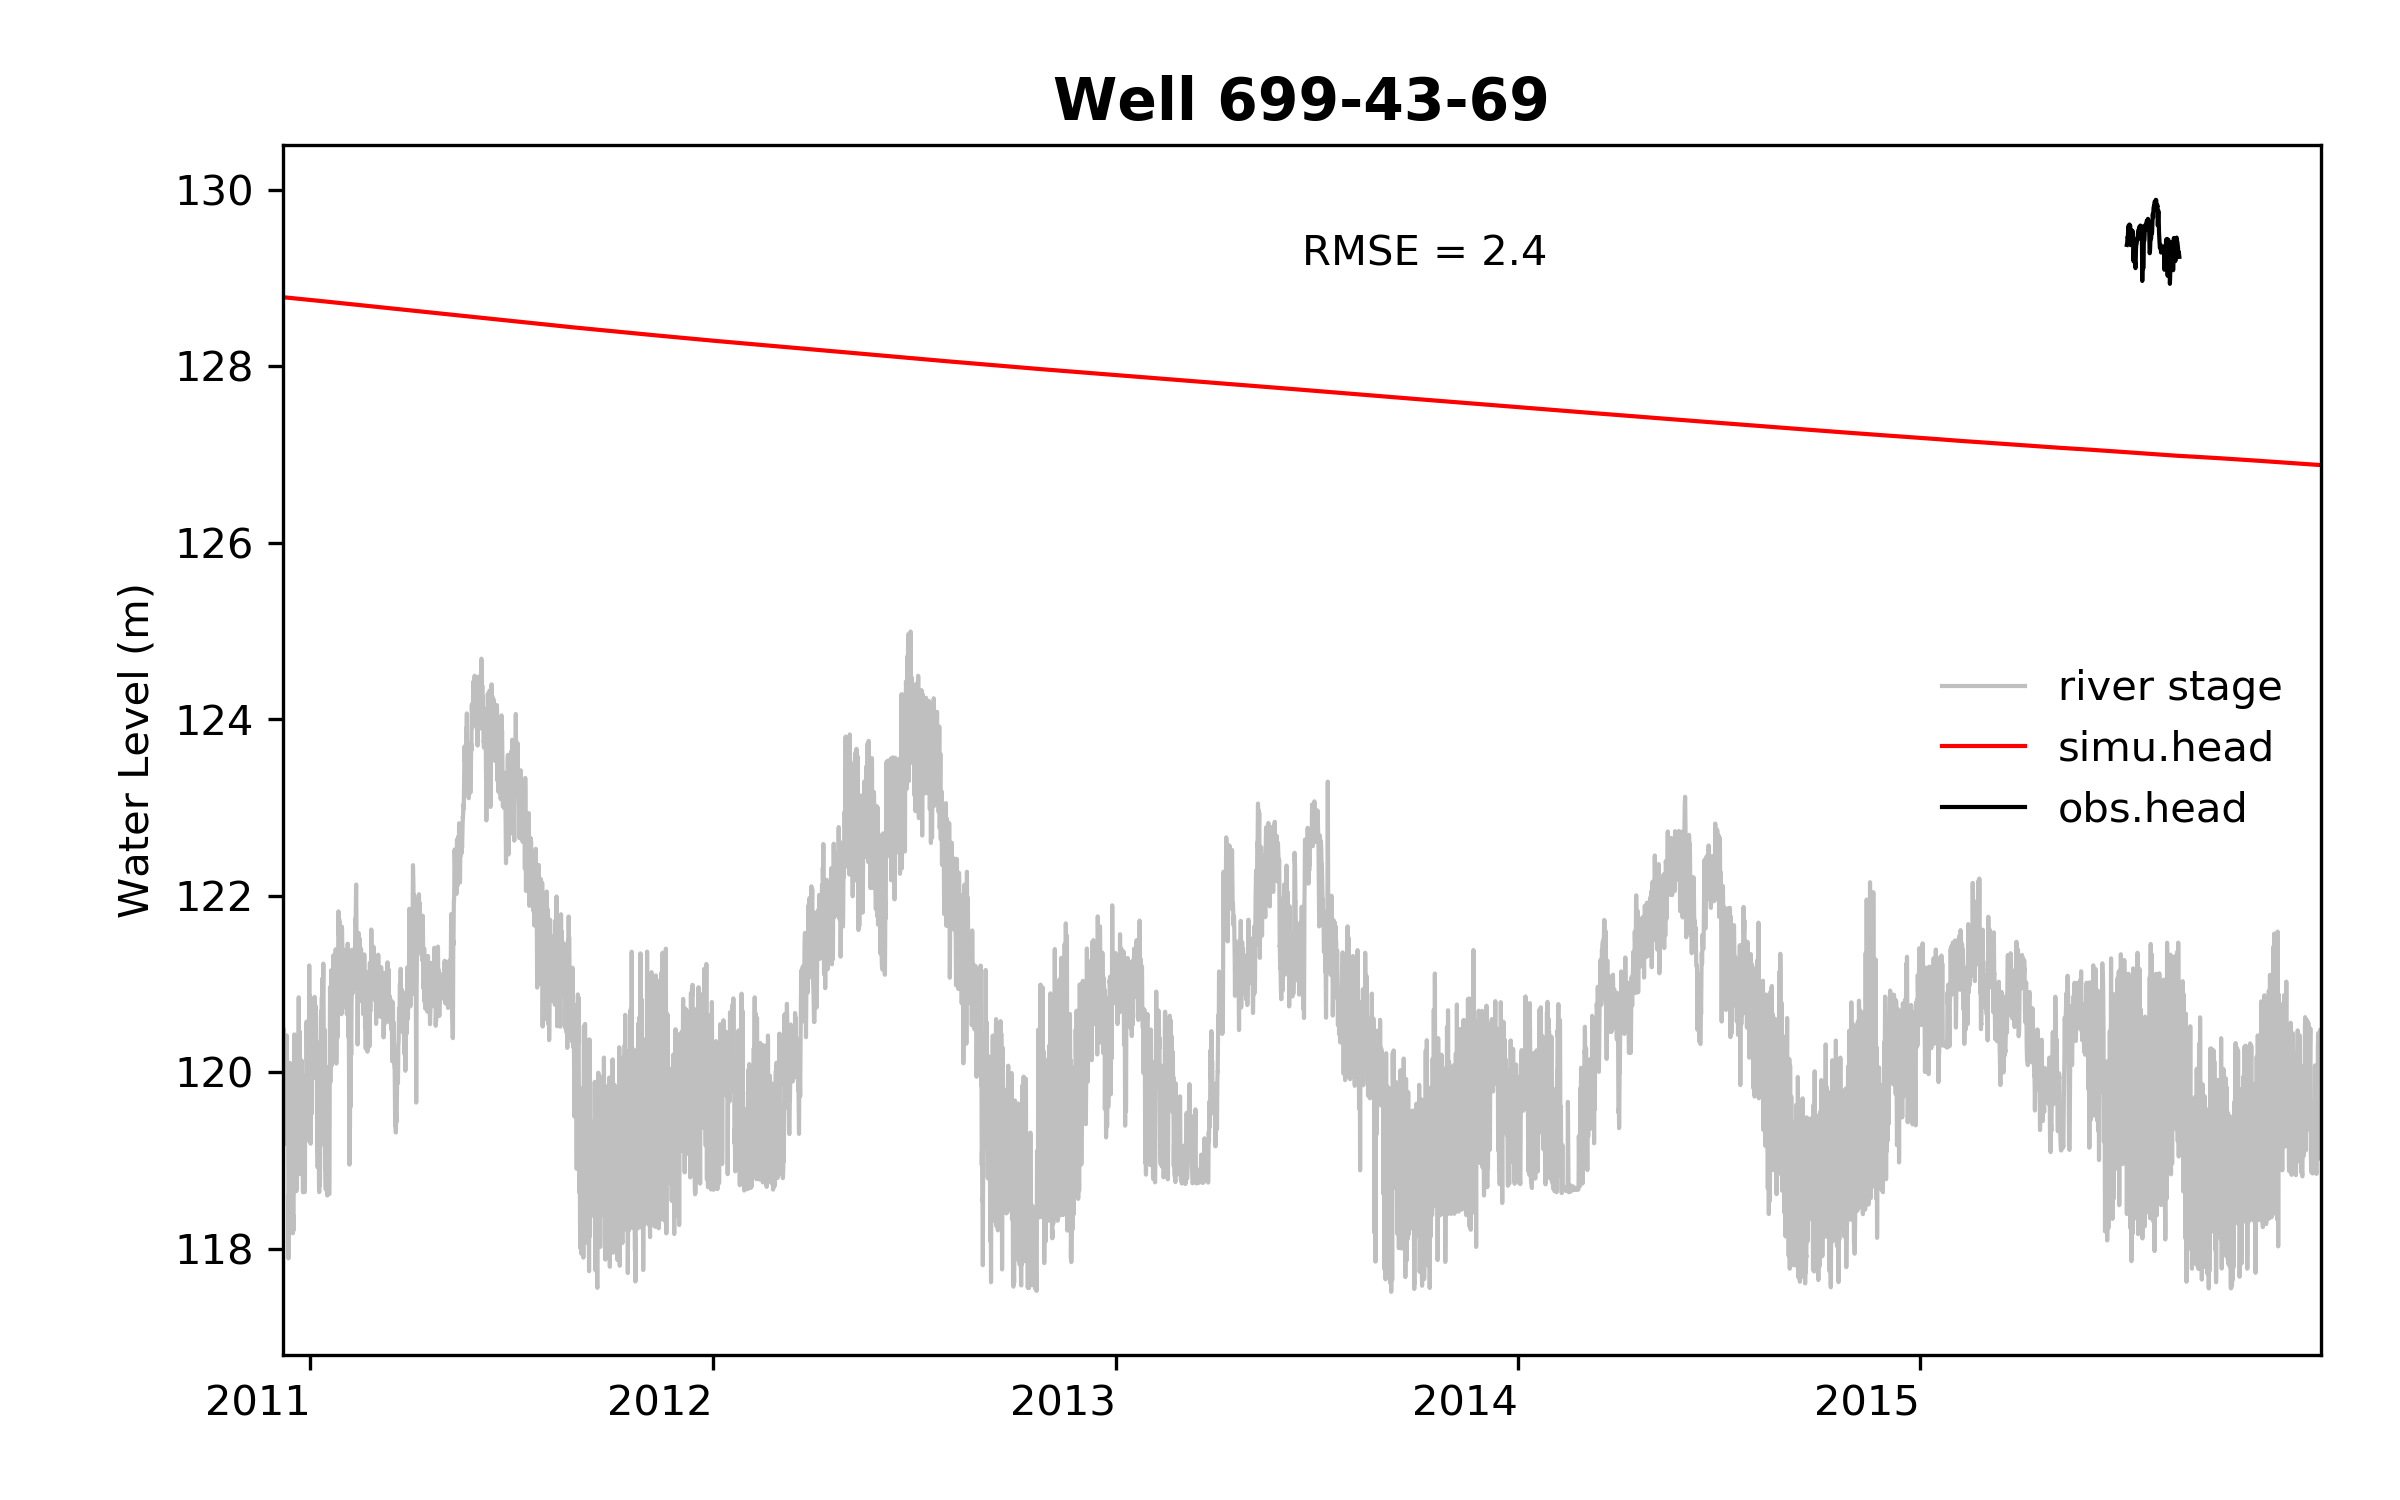 Well 699-43-69
130
RMSE = 2.4
128
126
Water Level (m)
124
river stage
simu.head
obs.head
122
120
118
2011 2012 2013 2014 2015